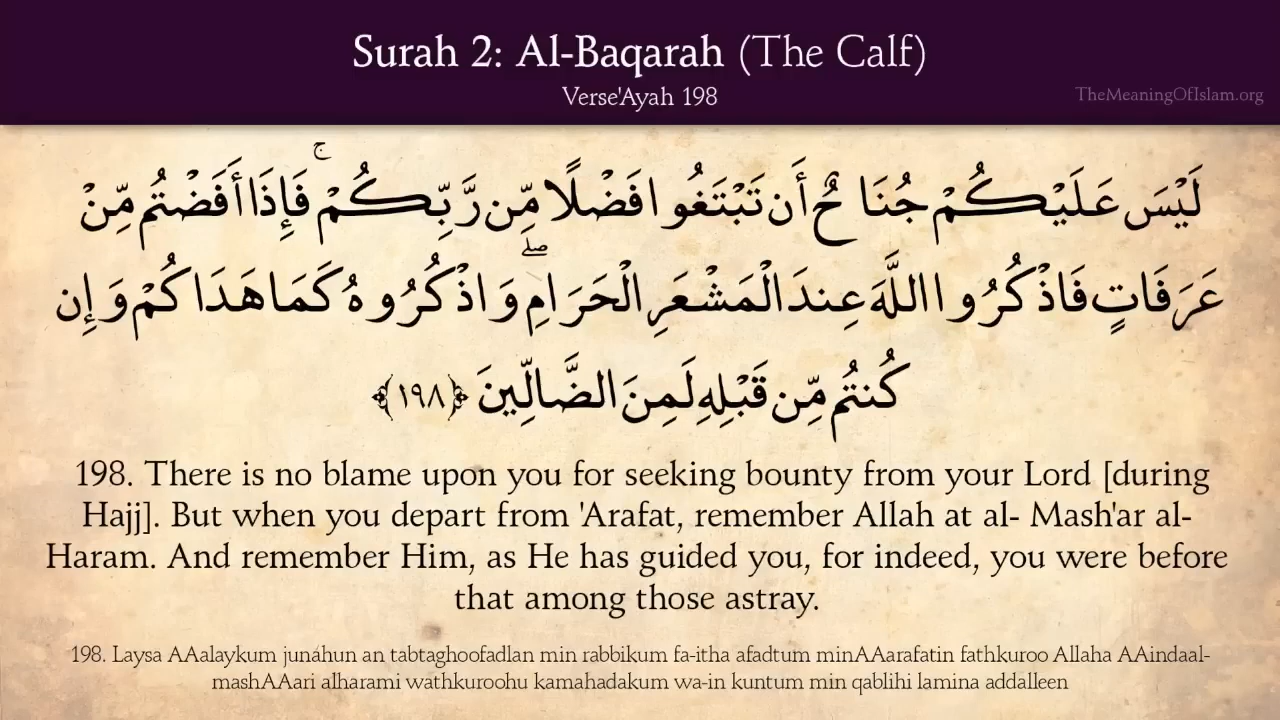 Surah 2: Al-Baqarah (The Calf)
Verse'Ayah 198
TheMeaningOfIslam.org
لَيْسَ عَلَيْكُمْ جُنَاحٌ أَن تَبْتَغُوا فَضْلًا مِّن رَّبِّكُمْ ۚ فَإِذَا أَفَضْتُم مِّنْ
عَرَفَاتٍ فَاذْكُرُوا اللَّهَ عِندَ الْمَشْعَرِ الْحَرَامِ ۖ وَاذْكُرُوهُ كَمَا هَدَاكُمْ وَإِن
كُنتُم مِّن قَبْلِهِ لَمِنَ الضَّالِّينَ ﴿١٩٨﴾
198. There is no blame upon you for seeking bounty from your Lord [during
Hajj]. But when you depart from 'Arafat, remember Allah at al- Mash'ar al-
Haram. And remember Him, as He has guided you, for indeed, you were before
that among those astray.
198. Laysa AAalaykum junahun an tabtaghoofadlan min rabbikum fa-itha afadtum minAAarafatin fathkuroo Allaha AAindaal-
mashAAari alharami wathkuroohu kamahadakum wa-in kuntum min qablihi lamina addalleen